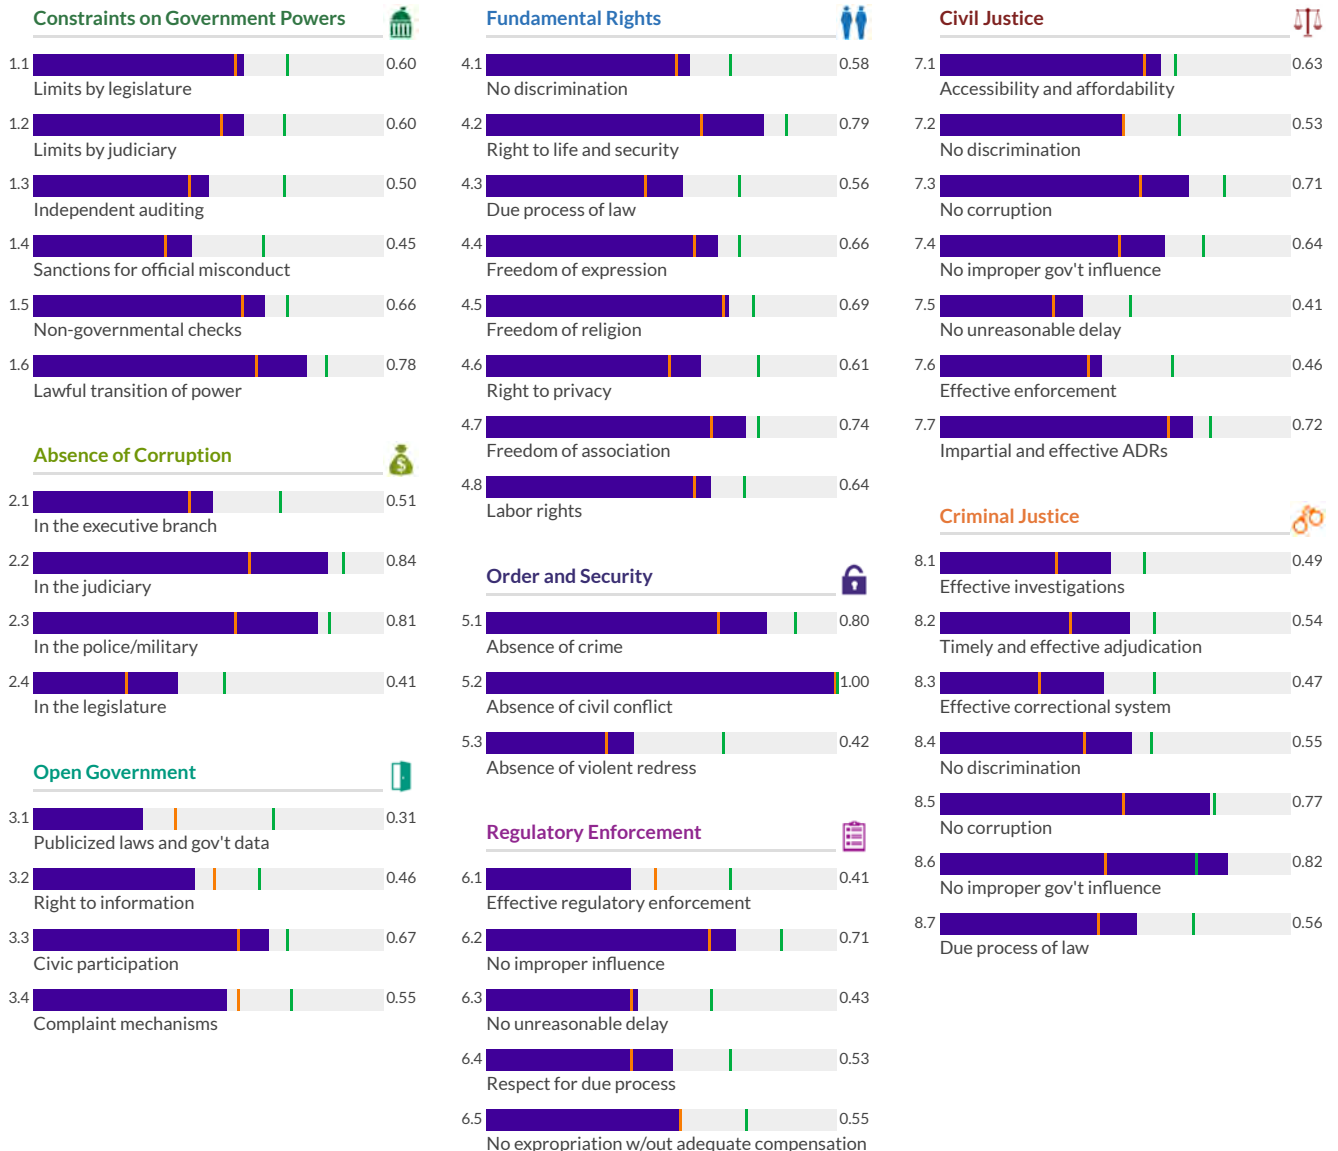 Constraints on Government Powers
1.1 0.60
Limits by legislature
1.2 0.60
Limits by judiciary
1.3 0.50
Independent auditing
1.4 0.45
Sanctions for official misconduct
1.5 0.66
Non-governmental checks
1.6 0.78
Lawful transition of power
Absence of Corruption
$
2.1 0.51
In the executive branch
2.2 0.84
In the judiciary
2.3 0.81
In the police/military
2.4 0.41
In the legislature
Open Government
3.1 0.31
Publicized laws and gov't data
3.2 0.46
Right to information
3.3 0.67
Civic participation
3.4 0.55
Complaint mechanisms
Fundamental Rights
4.1 0.58
No discrimination
4.2 0.79
Right to life and security
4.3 0.56
Due process of law
4.4 0.66
Freedom of expression
4.5 0.69
Freedom of religion
4.6 0.61
Right to privacy
4.7 0.74
Freedom of association
4.8 0.64
Labor rights
Order and Security
5.1 0.80
Absence of crime
5.2 1.00
Absence of civil conflict
5.3 0.42
Absence of violent redress
Regulatory Enforcement
6.1 0.41
Effective regulatory enforcement
6.2 0.71
No improper influence
6.3 0.43
No unreasonable delay
6.4 0.53
Respect for due process
6.5 0.55
No expropriation w/out adequate compensation
Civil Justice
7.1 0.63
Accessibility and affordability
7.2 0.53
No discrimination
7.3 0.71
No corruption
7.4 0.64
No improper gov't influence
7.5 0.41
No unreasonable delay
7.6 0.46
Effective enforcement
7.7 0.72
Impartial and effective ADRs
Criminal Justice
8.1 0.49
Effective investigations
8.2 0.54
Timely and effective adjudication
8.3 0.47
Effective correctional system
8.4 0.55
No discrimination
8.5 0.77
No corruption
8.6 0.82
No improper gov't influence
8.7 0.56
Due process of law